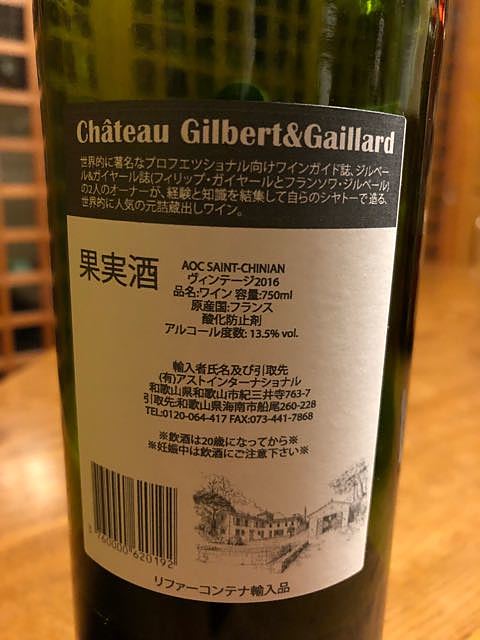 Château Gilbert&Gaillard
世界的に著名なプロフェッショナル向けワインガイド誌、ジルベール
&ガイヤール誌(フィリップ・ガイヤールとフランソワ・ジルベール)
の2人のオーナーが、経験と知識を結集して自らのシャトーで造る、
世界的に人気の元詰蔵出しワイン。
果実酒
AOC SAINT-CHINIAN
ヴィンテージ2016
品名:ワイン 容量:750ml
原産国:フランス
酸化防止剤
アルコール度数: 13.5% vol.
輸入者氏名及び引取先
(有)アストインターナショナル
和歌山県和歌山市紀三井寺763-7
引取先:和歌山県海南市船尾260-228
TEL:0120-064-417 FAX:073-441-7868
※飲酒は20歳になってから※
※妊娠中は飲酒にご注意下さい※
3760000620192
リファーコンテナ輸入品